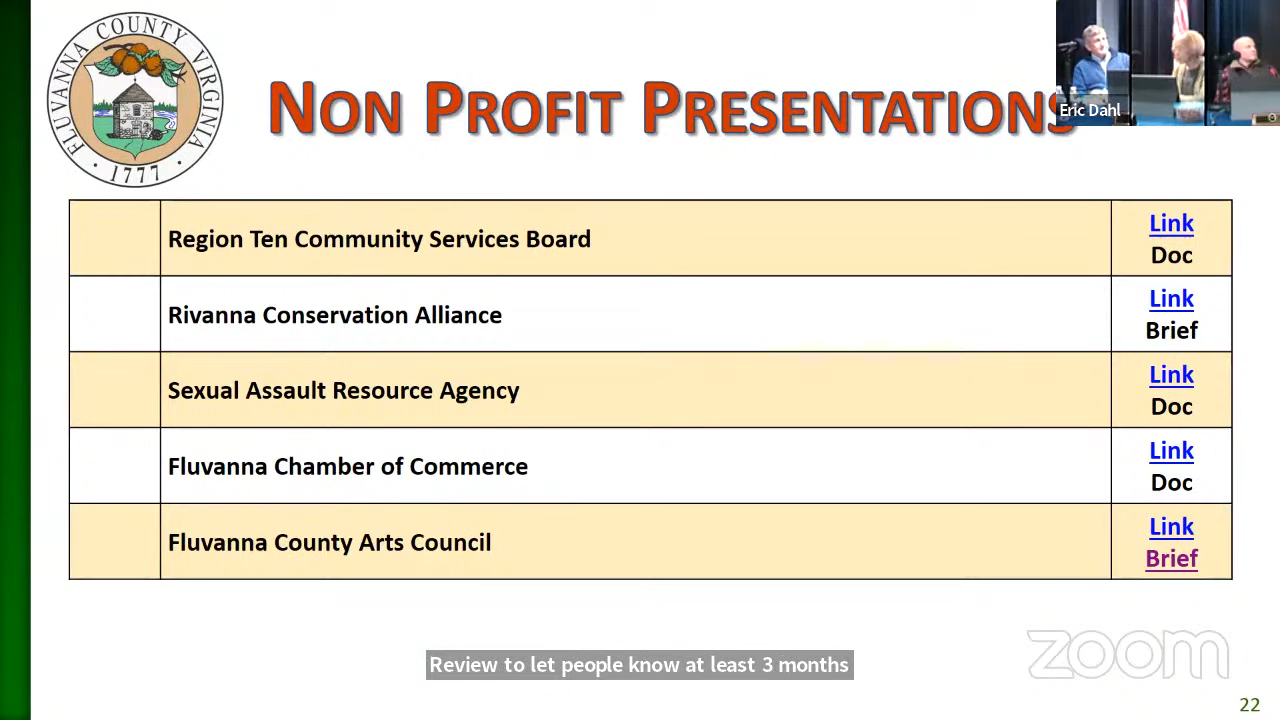 FLUVANNA COUNTY VIRGINIA
• 1777 •
NON PROFIT PRESENTATIONS
Eric Dahl
Region Ten Community Services Board
Link
Doc
Rivanna Conservation Alliance
Link
Brief
Sexual Assault Resource Agency
Link
Doc
Fluvanna Chamber of Commerce
Link
Doc
Fluvanna County Arts Council
Link
Brief
Review to let people know at least 3 months
zoom
22